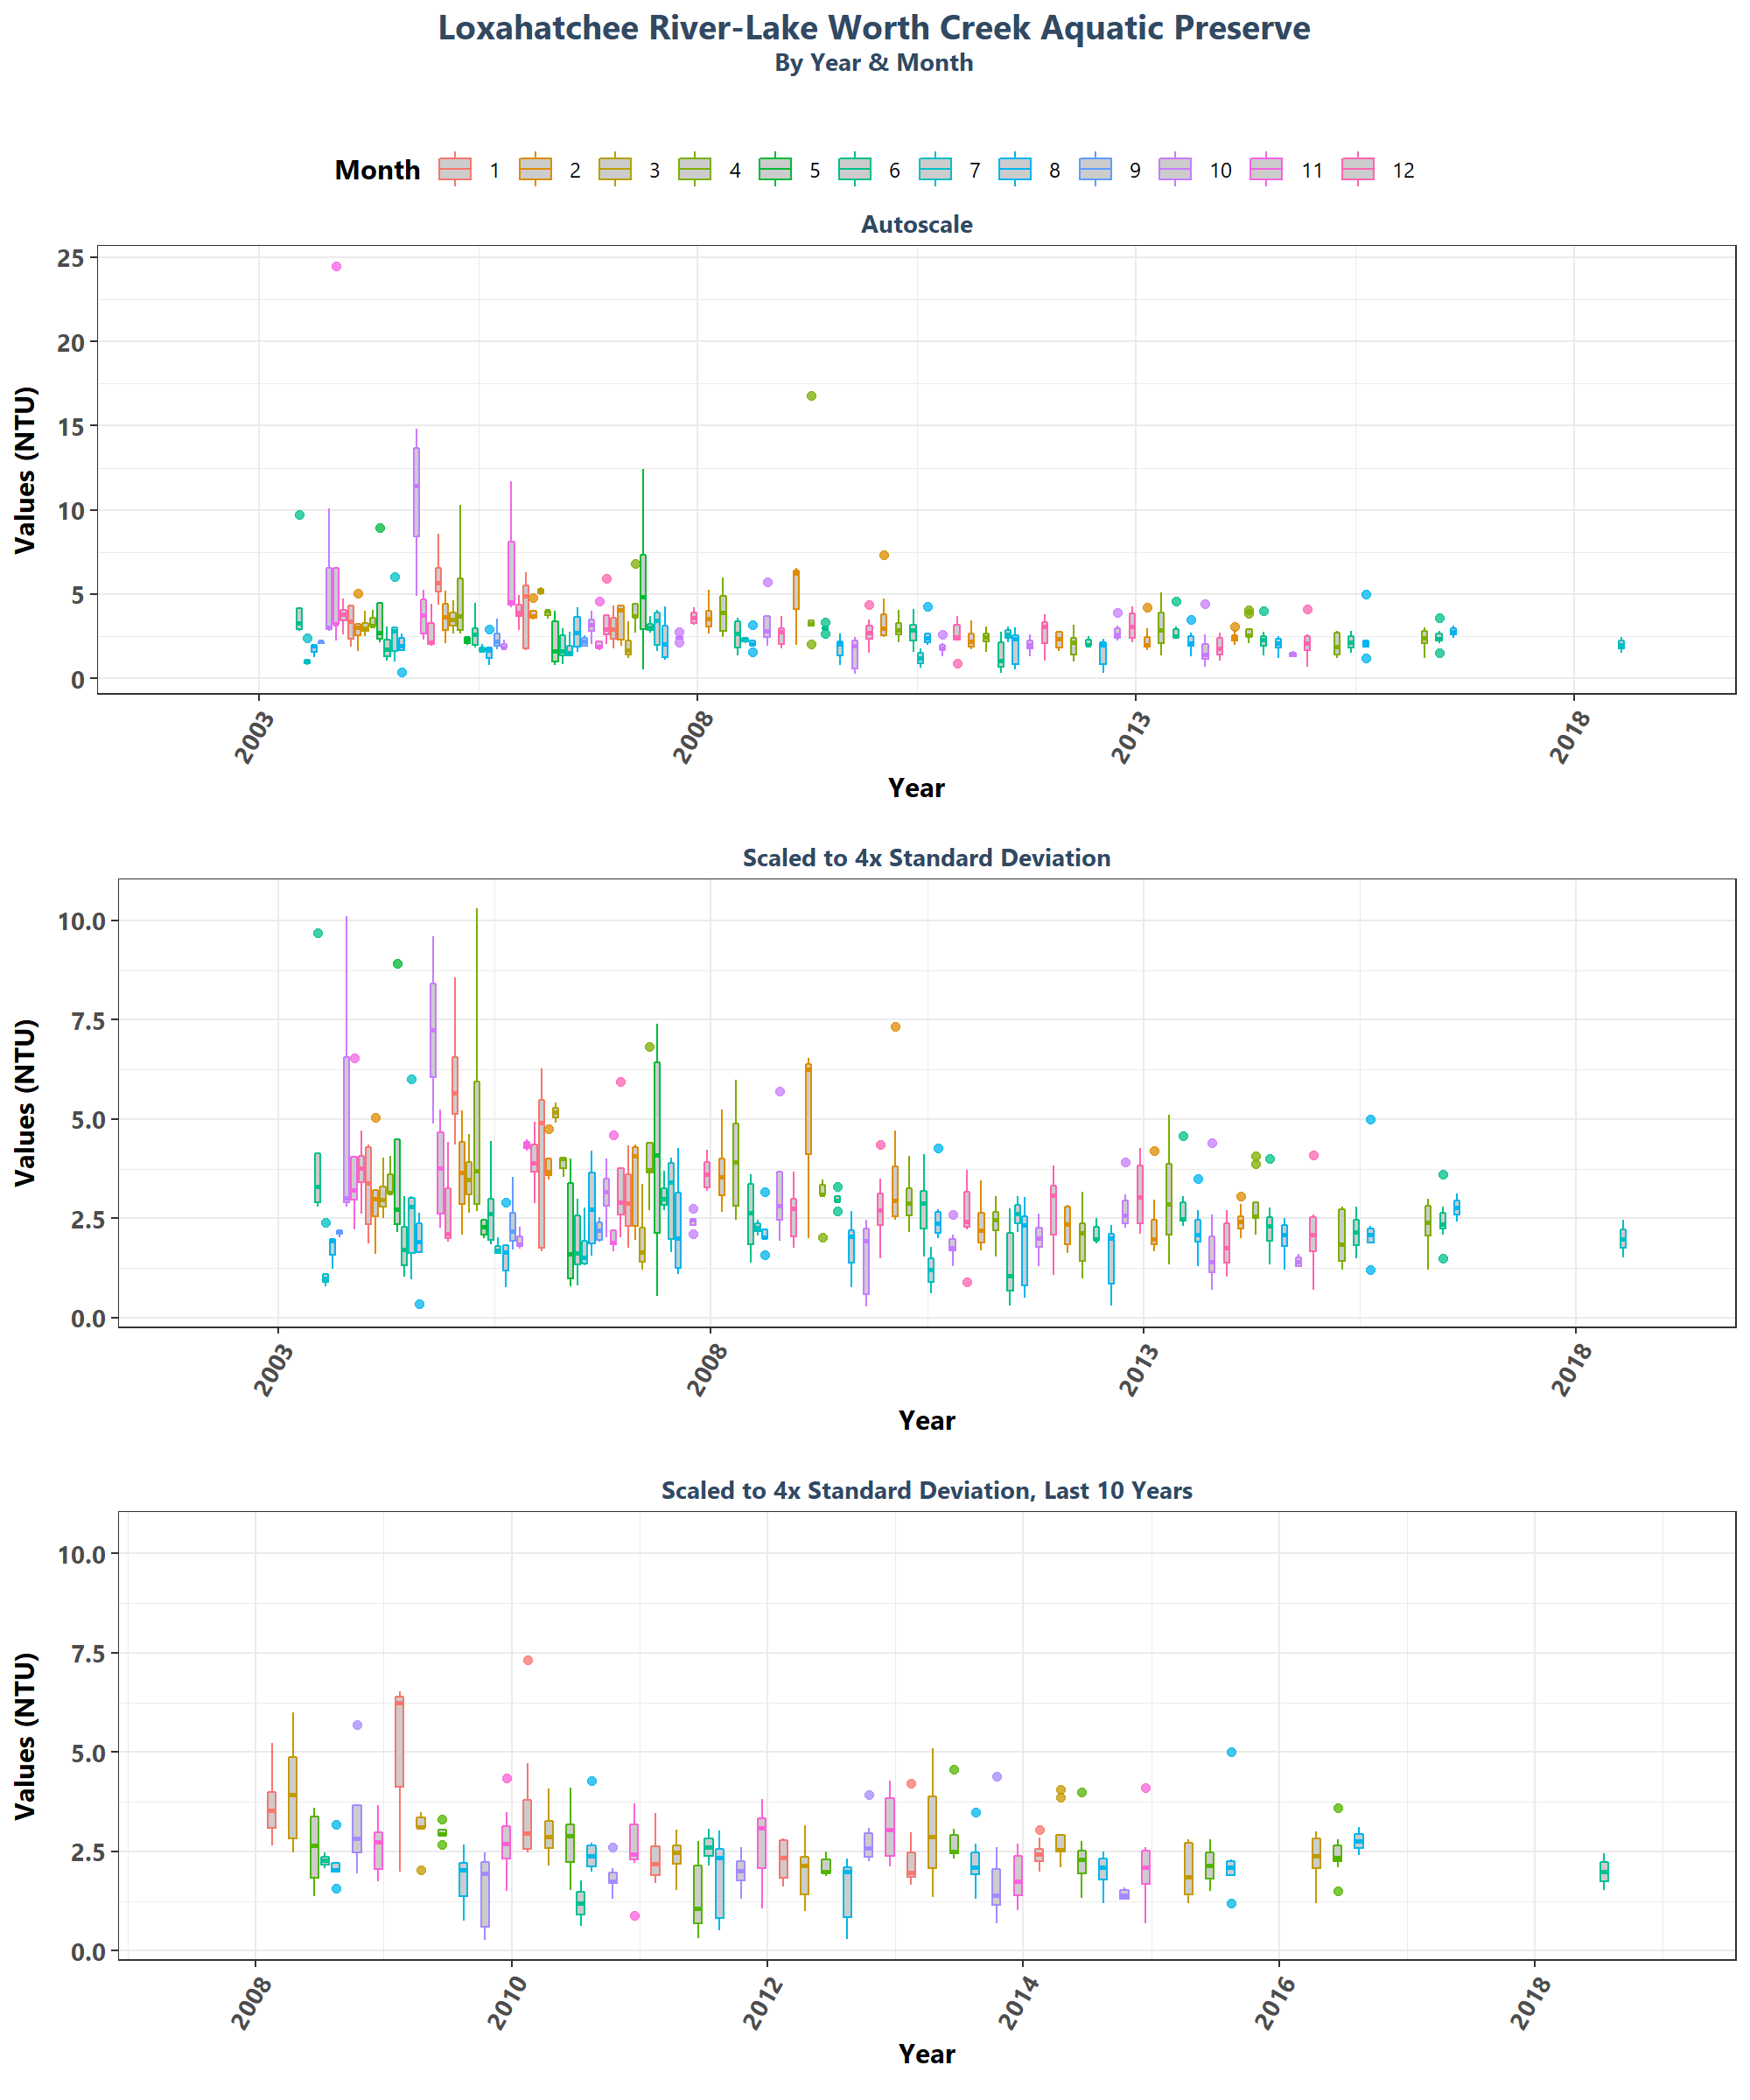 Loxahatchee River-Lake Worth Creek Aquatic Preserve
By Year & Month
Month 1 2 3 4 5 6 7 8 9 10 11 12
Autoscale
25
20
15
10
5
0
Values (NTU)
2003 2008 2013 2018
Year
Scaled to 4x Standard Deviation
10.0
7.5
5.0
2.5
0.0
Values (NTU)
2003 2008 2013 2018
Year
Scaled to 4x Standard Deviation, Last 10 Years
10.0
7.5
5.0
2.5
0.0
Values (NTU)
2008 2010 2012 2014 2016 2018
Year